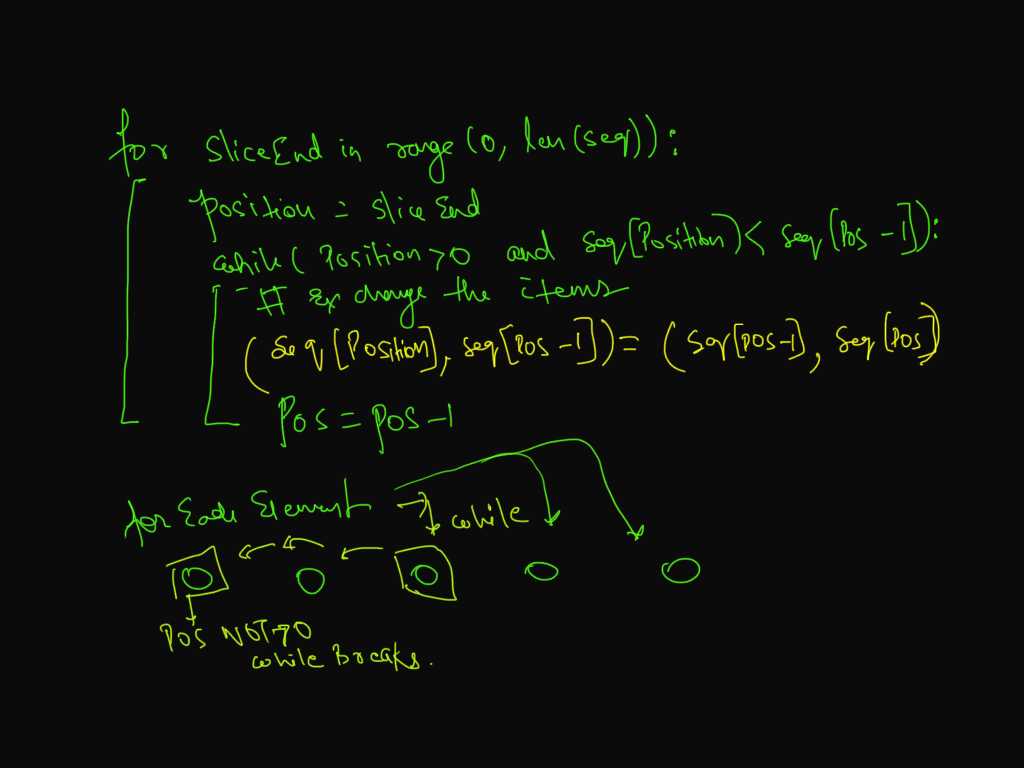 for SliceEnd in range (0, len(seq)):
position = Slice End
while ( Position > 0 and Seq [Position] < Seq [Pos - 1]):
# Exchange the items
(Seq [Position], seq [Pos - 1]) = (Seq [POS-1], Seq [POS])
Pos = Pos - 1
for Each Element → while
POS NOT > 0
while Breaks.